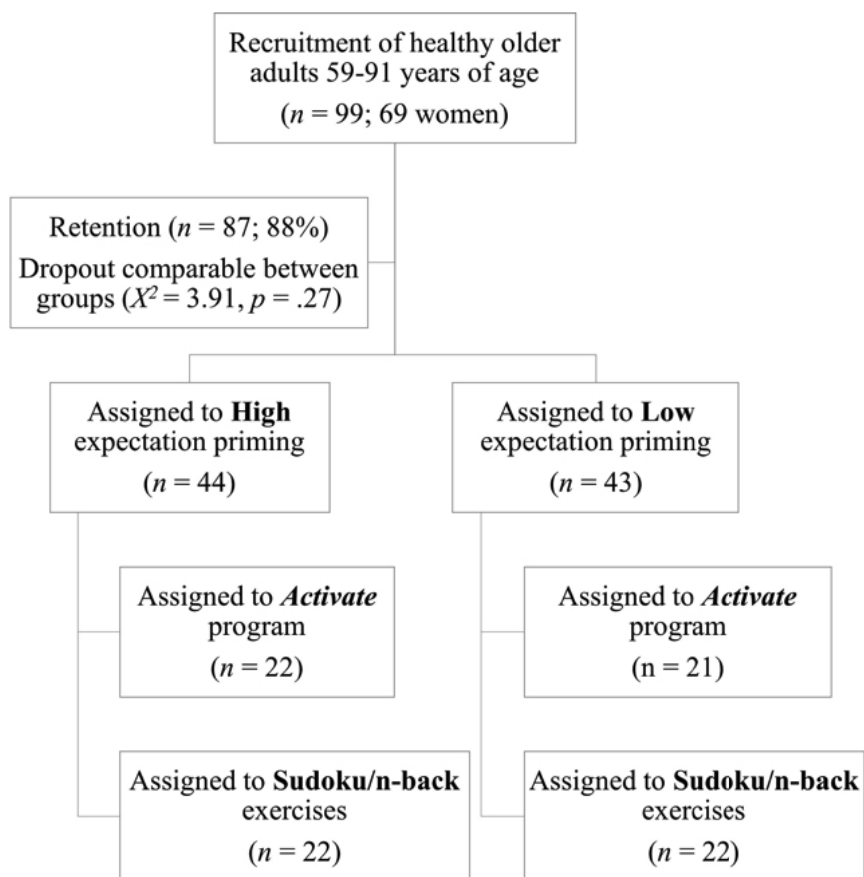 Recruitment of healthy older
adults 59-91 years of age
(n = 99; 69 women)
Retention (n = 87; 88%)
Dropout comparable between
groups (X² = 3.91, p = .27)
Assigned to High
expectation priming
(n = 44)
Assigned to Low
expectation priming
(n = 43)
Assigned to Activate
program
(n = 22)
Assigned to Activate
program
(n = 21)
Assigned to Sudoku/n-back
exercises
(n = 22)
Assigned to Sudoku/n-back
exercises
(n = 22)